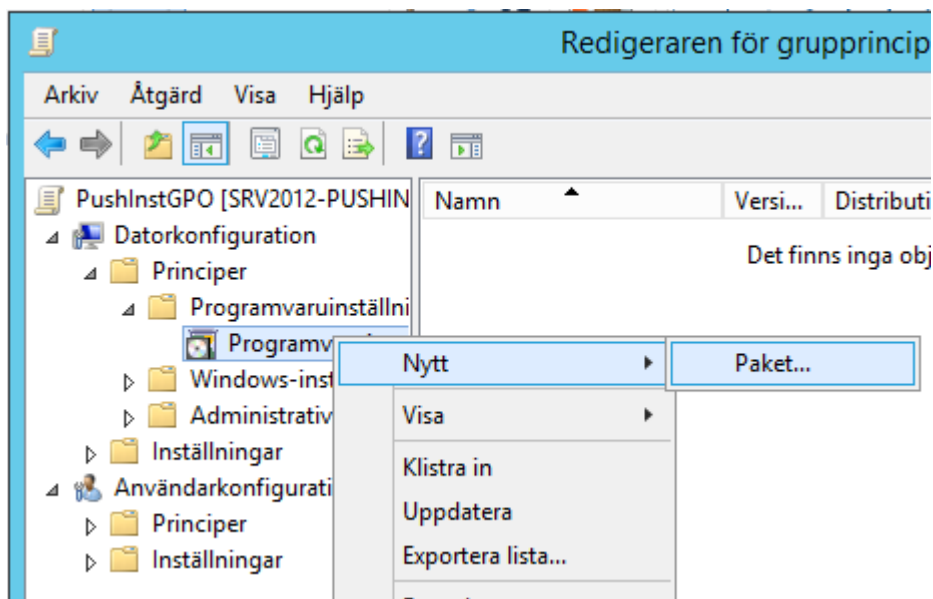 Redigeraren för grupprincip
Arkiv Åtgärd Visa Hjälp
PushInstGPO [SRV2012-PUSHIN
Namn Versi... Distributi
Datorkonfiguration
Det finns inga obj
Principer
Programvaruinställni
Programv
Nytt
Paket...
Windows-inst
Administrativ
Visa
Inställningar
Klistra in
Användarkonfigurati
Uppdatera
Principer
Exportera lista...
Inställningar